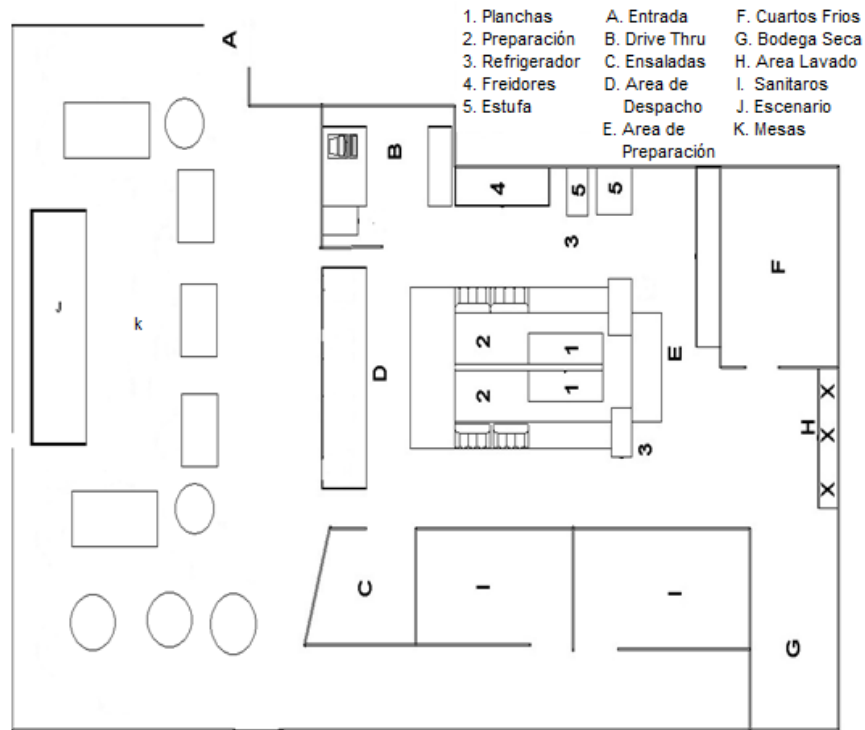 1. Planchas
2. Preparación
3. Refrigerador
4. Freidores
5. Estufa
A. Entrada
B. Drive Thru
C. Ensaladas
D. Area de
Despacho
E. Area de
Preparación
F. Cuartos Frios
G. Bodega Seca
H. Area Lavado
I. Sanitaros
J. Escenario
K. Mesas
A
B
4
5
5
3
F
J
k
D
2
1
E
2
1
H
X
X
X
3
C
I
I
G